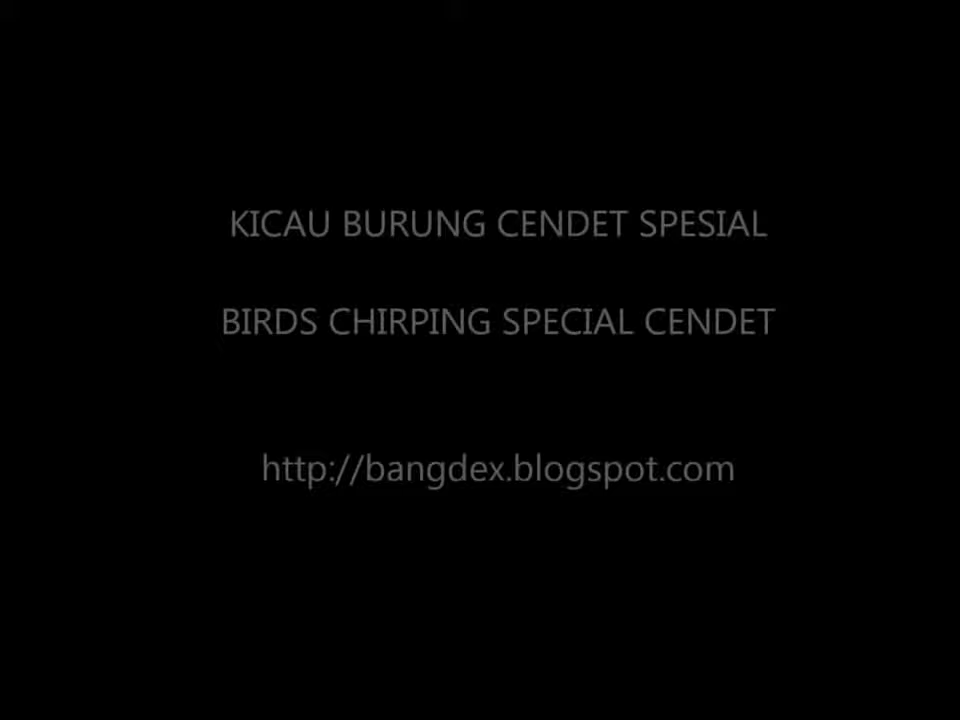 KICAU BURUNG CENDET SPESIAL
BIRDS CHIRPING SPECIAL CENDET
http://bangdex.blogspot.com